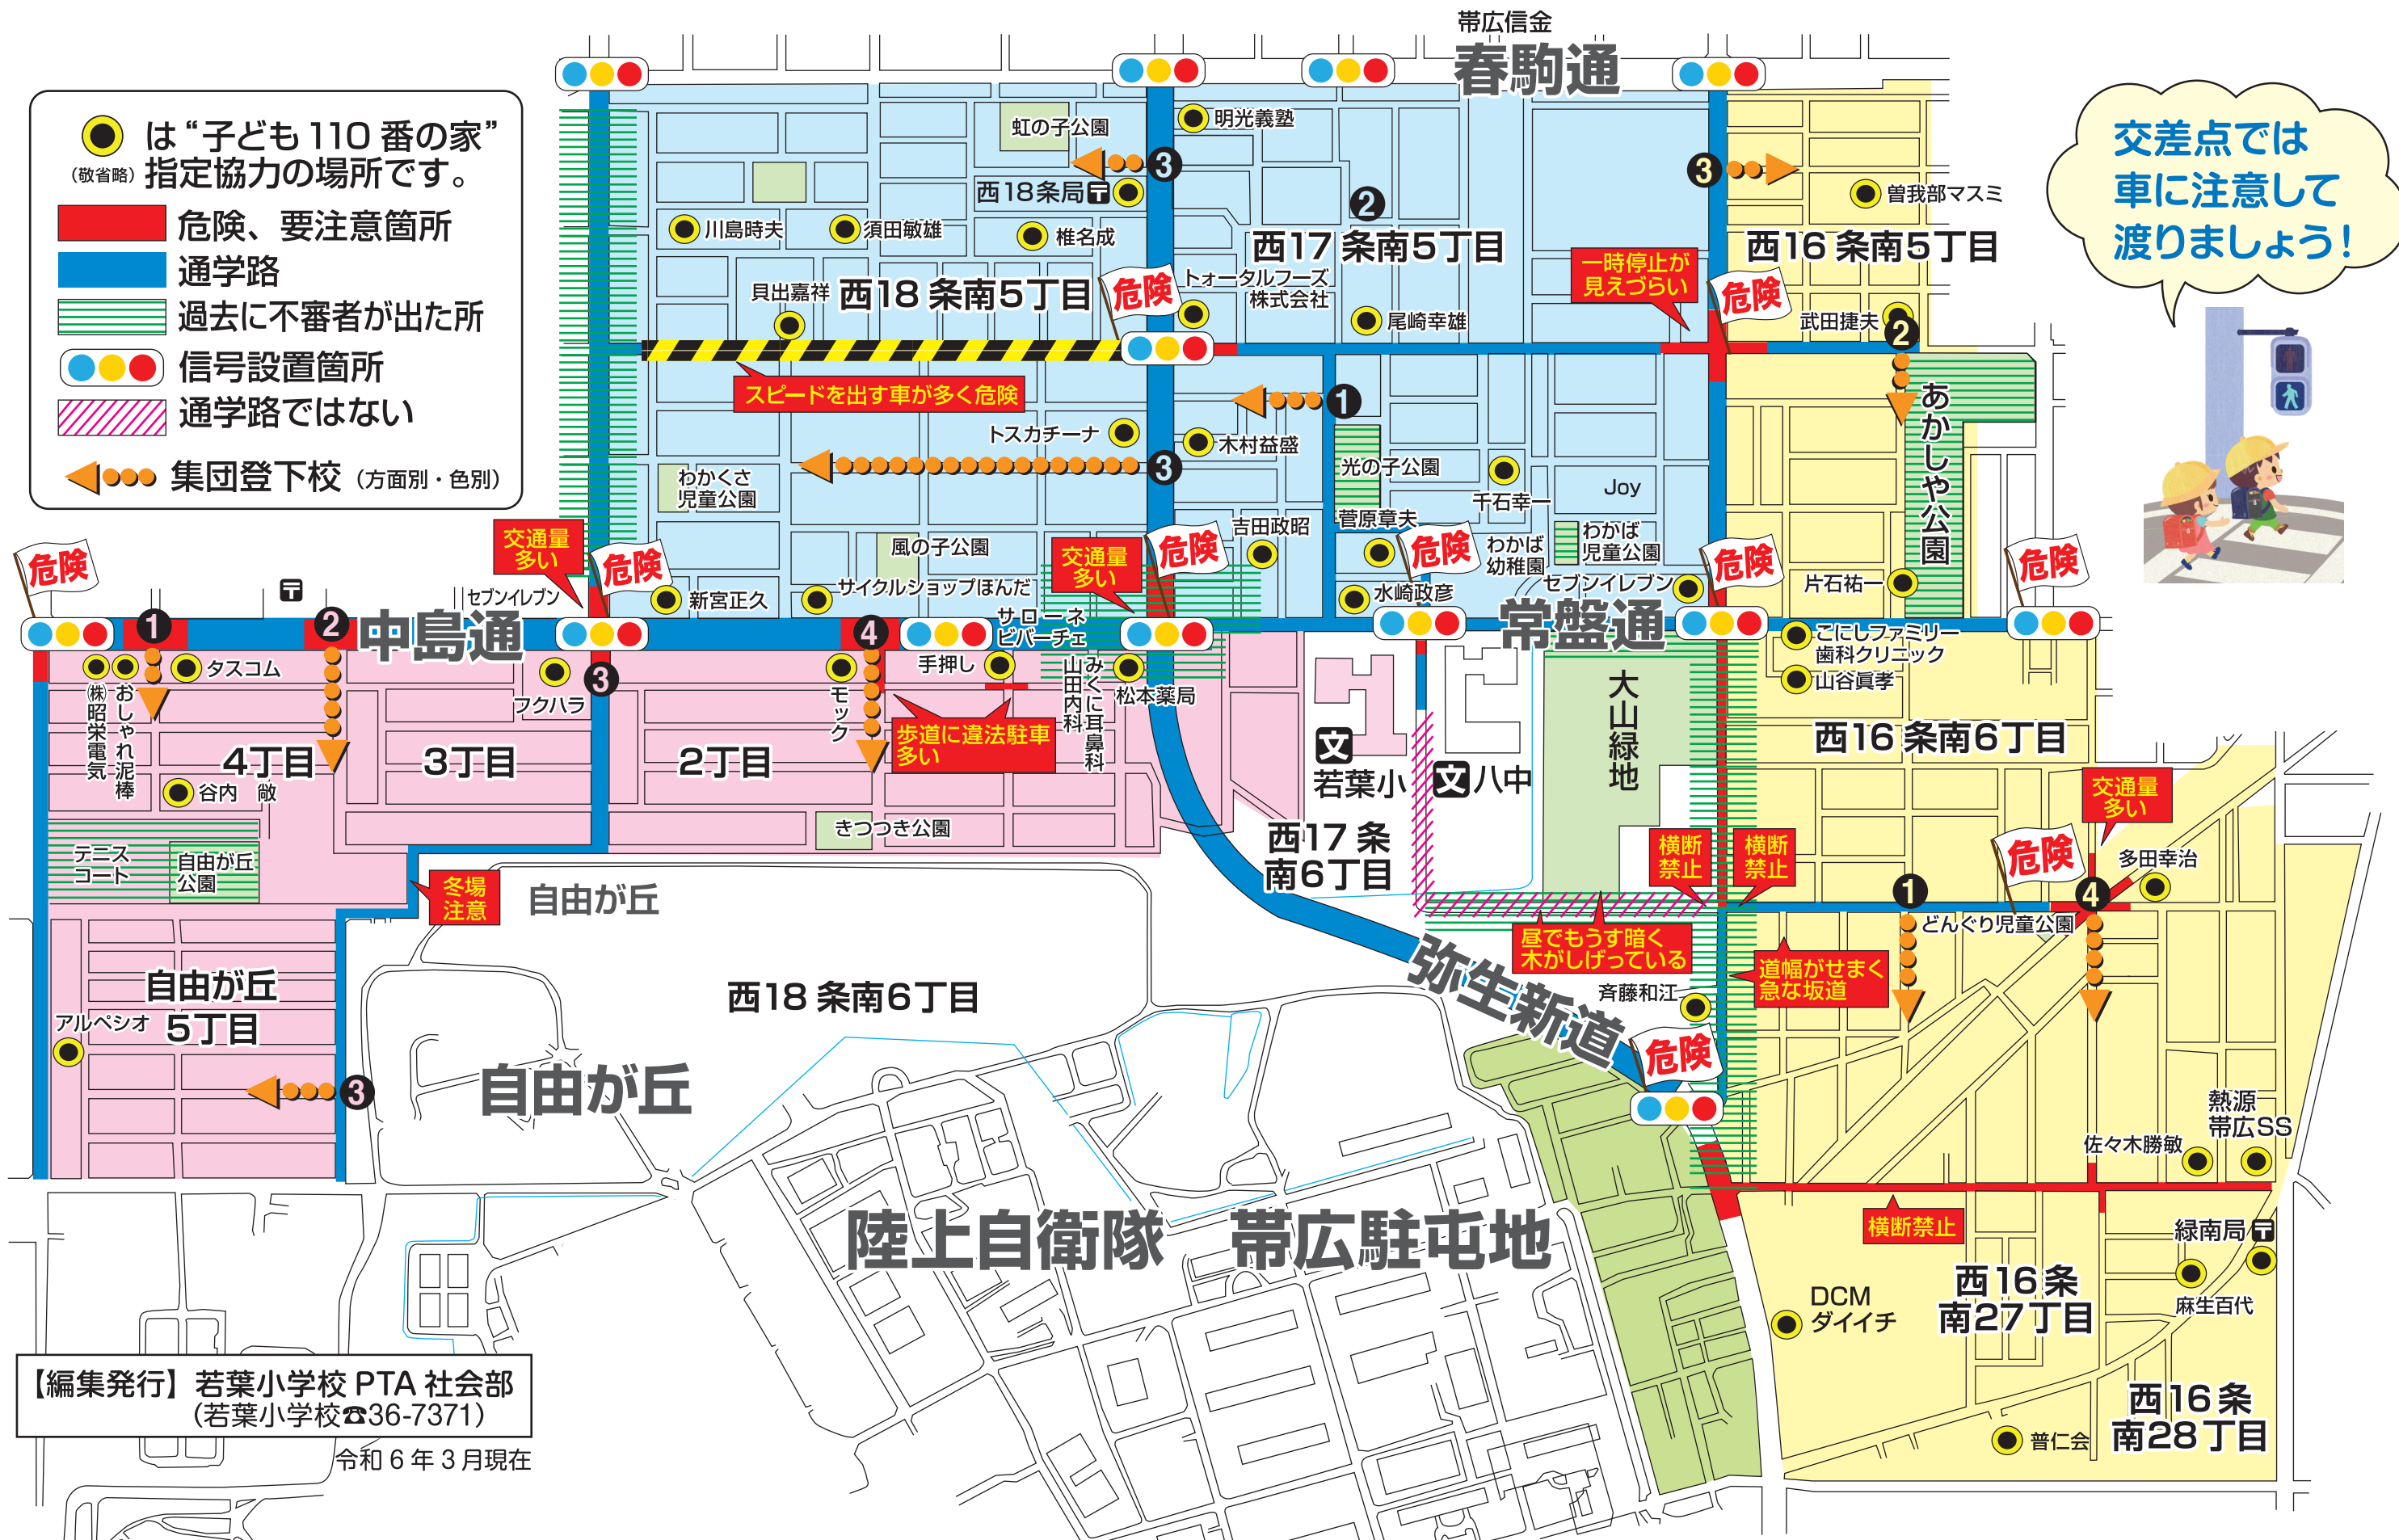 帯広信金
春駒通
は“子ども110番の家”
(敬省略)
指定協力の場所です。
危険、要注意箇所
通学路
過去に不審者が出た所
信号設置箇所
通学路ではない
集団登下校（方面別・色別）
交差点では
車に注意して
渡りましょう！
虹の子公園
明光義塾
3
3
西18条局
2
曽我部マスミ
川島時夫
須田敏雄
椎名成
西17条南5丁目
西16条南5丁目
一時停止が
見えづらい
貝出嘉祥
西18条南5丁目
危険
トォータルフーズ
株式会社
尾崎幸雄
危険
武田捷夫
2
スピードを出す車が多く危険
1
あかしや公園
トスカチーナ
木村益盛
3
光の子公園
わかくさ
児童公園
千石幸一
Joy
菅原章夫
吉田政昭
交通量
多い
危険
風の子公園
交通量
多い
危険
危険
わかば
幼稚園
わかば
児童公園
危険
危険
危険
セブンイレブン
新宮正久
サイクルショップほんだ
サローネ
ビバーチェ
水崎政彦
セブンイレブン
片石祐一
1
2
中島通
4
常盤通
こにしファミリー
歯科クリニック
山谷眞孝
㈱昭栄電気
おしゃれ泥棒
タスコム
フクハラ
3
モック
手押し
山田内科
みくに耳鼻科
松本薬局
大山緑地
歩道に違法駐車
多い
4丁目
3丁目
2丁目
文
若葉小
文
八中
西16条南6丁目
谷内　敞
きつつき公園
西17条
南6丁目
交通量
多い
テニス
コート
自由が丘
公園
冬場
注意
自由が丘
横断
禁止
横断
禁止
危険
多田幸治
1
4
どんぐり児童公園
昼でもうす暗く
木がしげっている
道幅がせまく
急な坂道
自由が丘
5丁目
アルペシオ
西18条南6丁目
弥生新道
斉藤和江
危険
自由が丘
3
熱源
帯広SS
佐々木勝敏
陸上自衛隊　帯広駐屯地
横断禁止
緑南局
麻生百代
DCM
ダイイチ
西16条
南27丁目
西16条
南28丁目
普仁会
【編集発行】若葉小学校PTA社会部
（若葉小学校☎36-7371）
令和6年3月現在